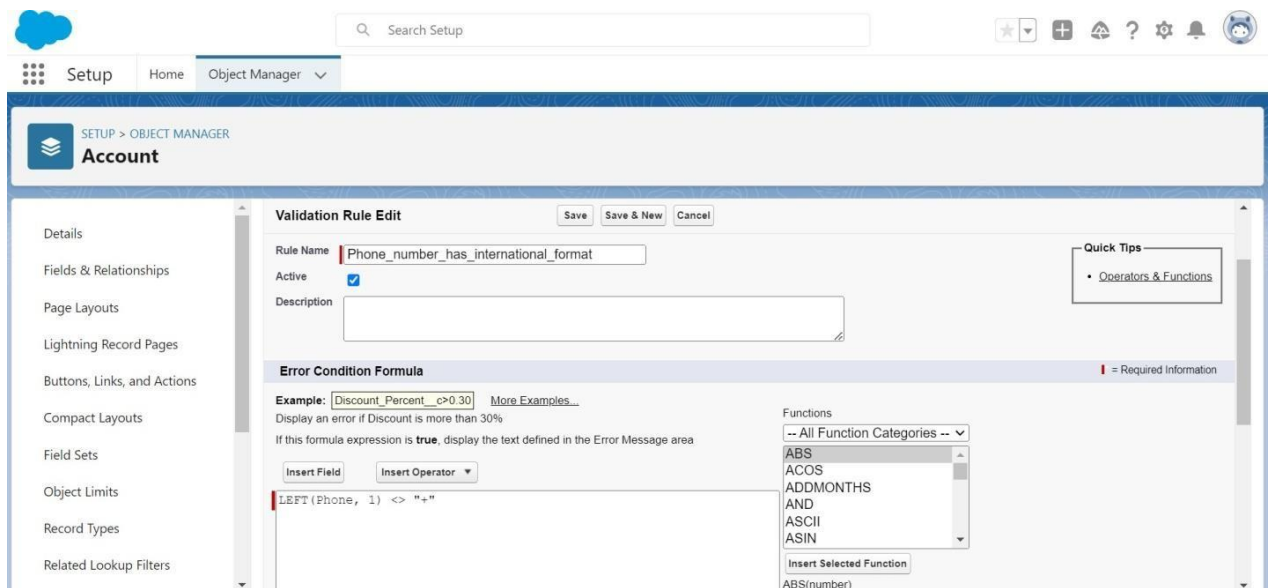 Search Setup
Setup Home Object Manager
SETUP > OBJECT MANAGER
Account
Details
Fields & Relationships
Page Layouts
Lightning Record Pages
Buttons, Links, and Actions
Compact Layouts
Field Sets
Object Limits
Record Types
Related Lookup Filters
Validation Rule Edit Save Save & New Cancel
Rule Name Phone_number_has_international_format
Active
Description
Quick Tips
• Operators & Functions
Error Condition Formula = Required Information
Example: Discount_Percent__c>0.30 More Examples...
Display an error if Discount is more than 30%
If this formula expression is true, display the text defined in the Error Message area
Insert Field Insert Operator ▼
LEFT(Phone, 1) <> "+"
Functions
-- All Function Categories --
ABS
ACOS
ADDMONTHS
AND
ASCII
ASIN
Insert Selected Function
ABS(number)